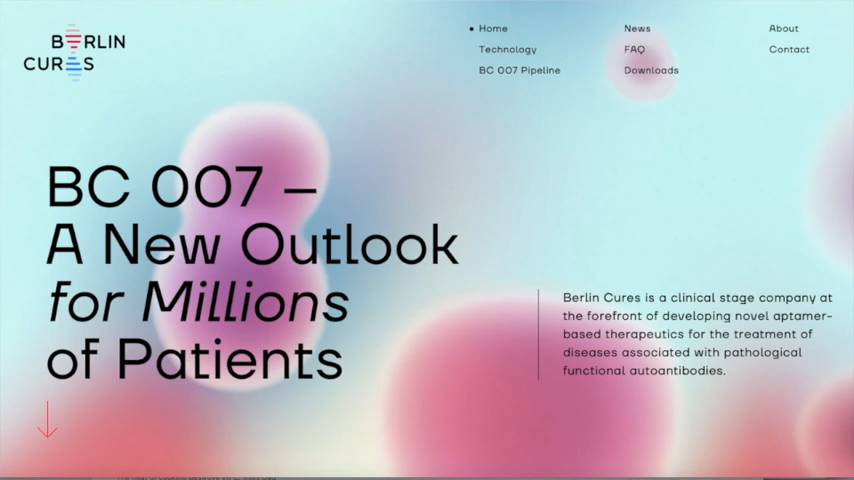 BERLIN
CURES
Home
Technology
BC 007 Pipeline
News
FAQ
Downloads
About
Contact
BC 007 –
A New Outlook
for Millions
of Patients
Berlin Cures is a clinical stage company at
the forefront of developing novel aptamer-
based therapeutics for the treatment of
diseases associated with pathological
functional autoantibodies.